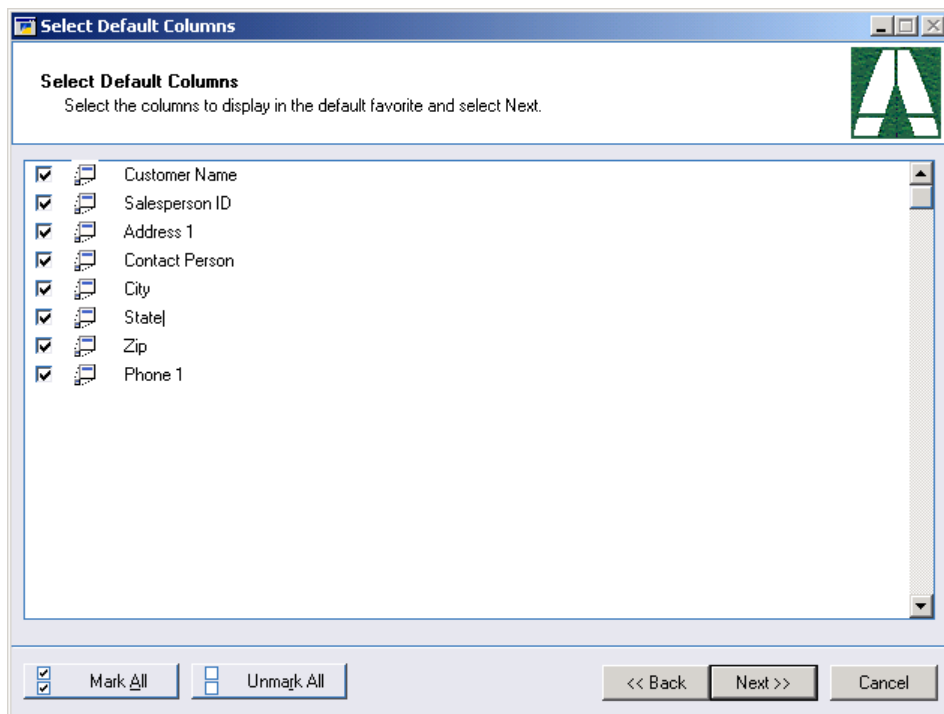 Select Default Columns
Select Default Columns
Select the columns to display in the default favorite and select Next.
Customer Name
Salesperson ID
Address 1
Contact Person
City
State
Zip
Phone 1
Mark All
Unmark All
<< Back
Next >>
Cancel